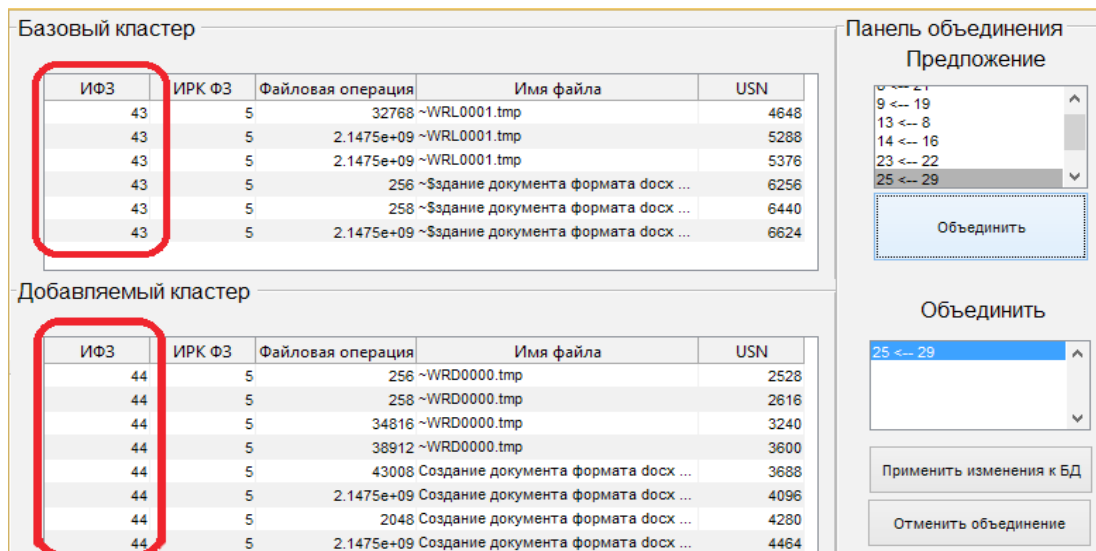 Базовый кластер
ИФЗ ИРК ФЗ Файловая операция Имя файла USN
43 5 32768 ~WRL0001.tmp 4648
43 5 2.1475e+09 ~WRL0001.tmp 5288
43 5 2.1475e+09 ~WRL0001.tmp 5376
43 5 256 ~$здание документа формата docx ... 6256
43 5 258 ~$здание документа формата docx ... 6440
43 5 2.1475e+09 ~$здание документа формата docx ... 6624
Добавляемый кластер
ИФЗ ИРК ФЗ Файловая операция Имя файла USN
44 5 256 ~WRD0000.tmp 2528
44 5 258 ~WRD0000.tmp 2616
44 5 34816 ~WRD0000.tmp 3240
44 5 38912 ~WRD0000.tmp 3600
44 5 43008 Создание документа формата docx ... 3688
44 5 2.1475e+09 Создание документа формата docx ... 4096
44 5 2048 Создание документа формата docx ... 4280
44 5 2.1475e+09 Создание документа формата docx ... 4464
Панель объединения
Предложение
9 <-- 19
13 <-- 8
14 <-- 16
23 <-- 22
25 <-- 29
Объединить
Объединить
25 <-- 29
Применить изменения к БД
Отменить объединение